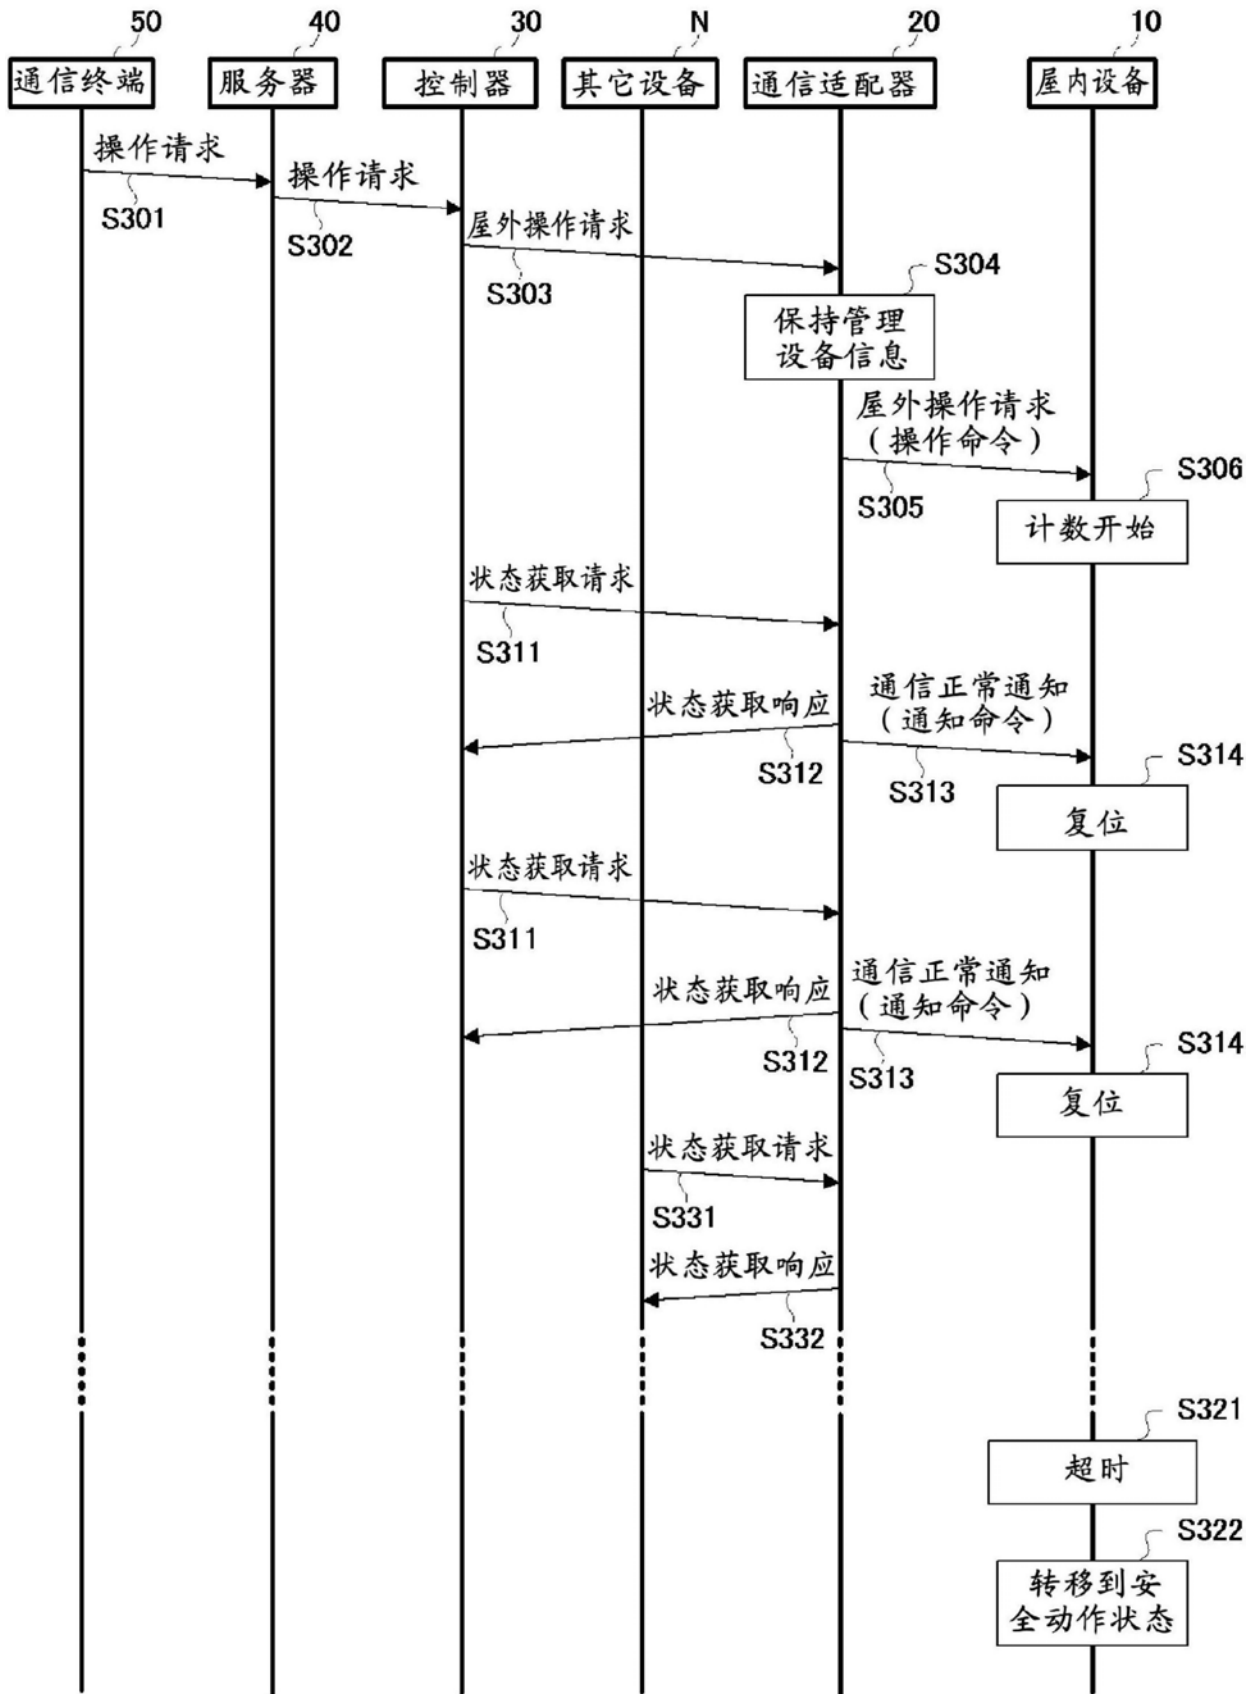 50 40 30 N 20 10
通信终端 服务器 控制器 其它设备 通信适配器 屋内设备
操作请求
S301
操作请求
S302
屋外操作请求
S303
S304
保持管理
设备信息
屋外操作请求
(操作命令)
S305
S306
计数开始
状态获取请求
S311
状态获取响应
S312
通信正常通知
(通知命令)
S313
S314
复位
状态获取请求
S311
状态获取响应
S312
通信正常通知
(通知命令)
S313
S314
复位
状态获取请求
S331
状态获取响应
S332
S321
超时
S322
转移到安
全动作状态